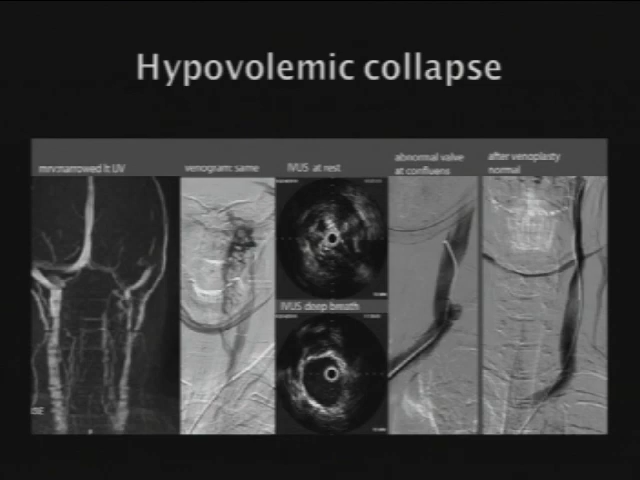 Hypovolemic collapse
mrv:narrowed lt IJV
venogram: same
IVUS at rest
IVUS deep breath
abnormal valve
at confluens
after venoplasty
normal